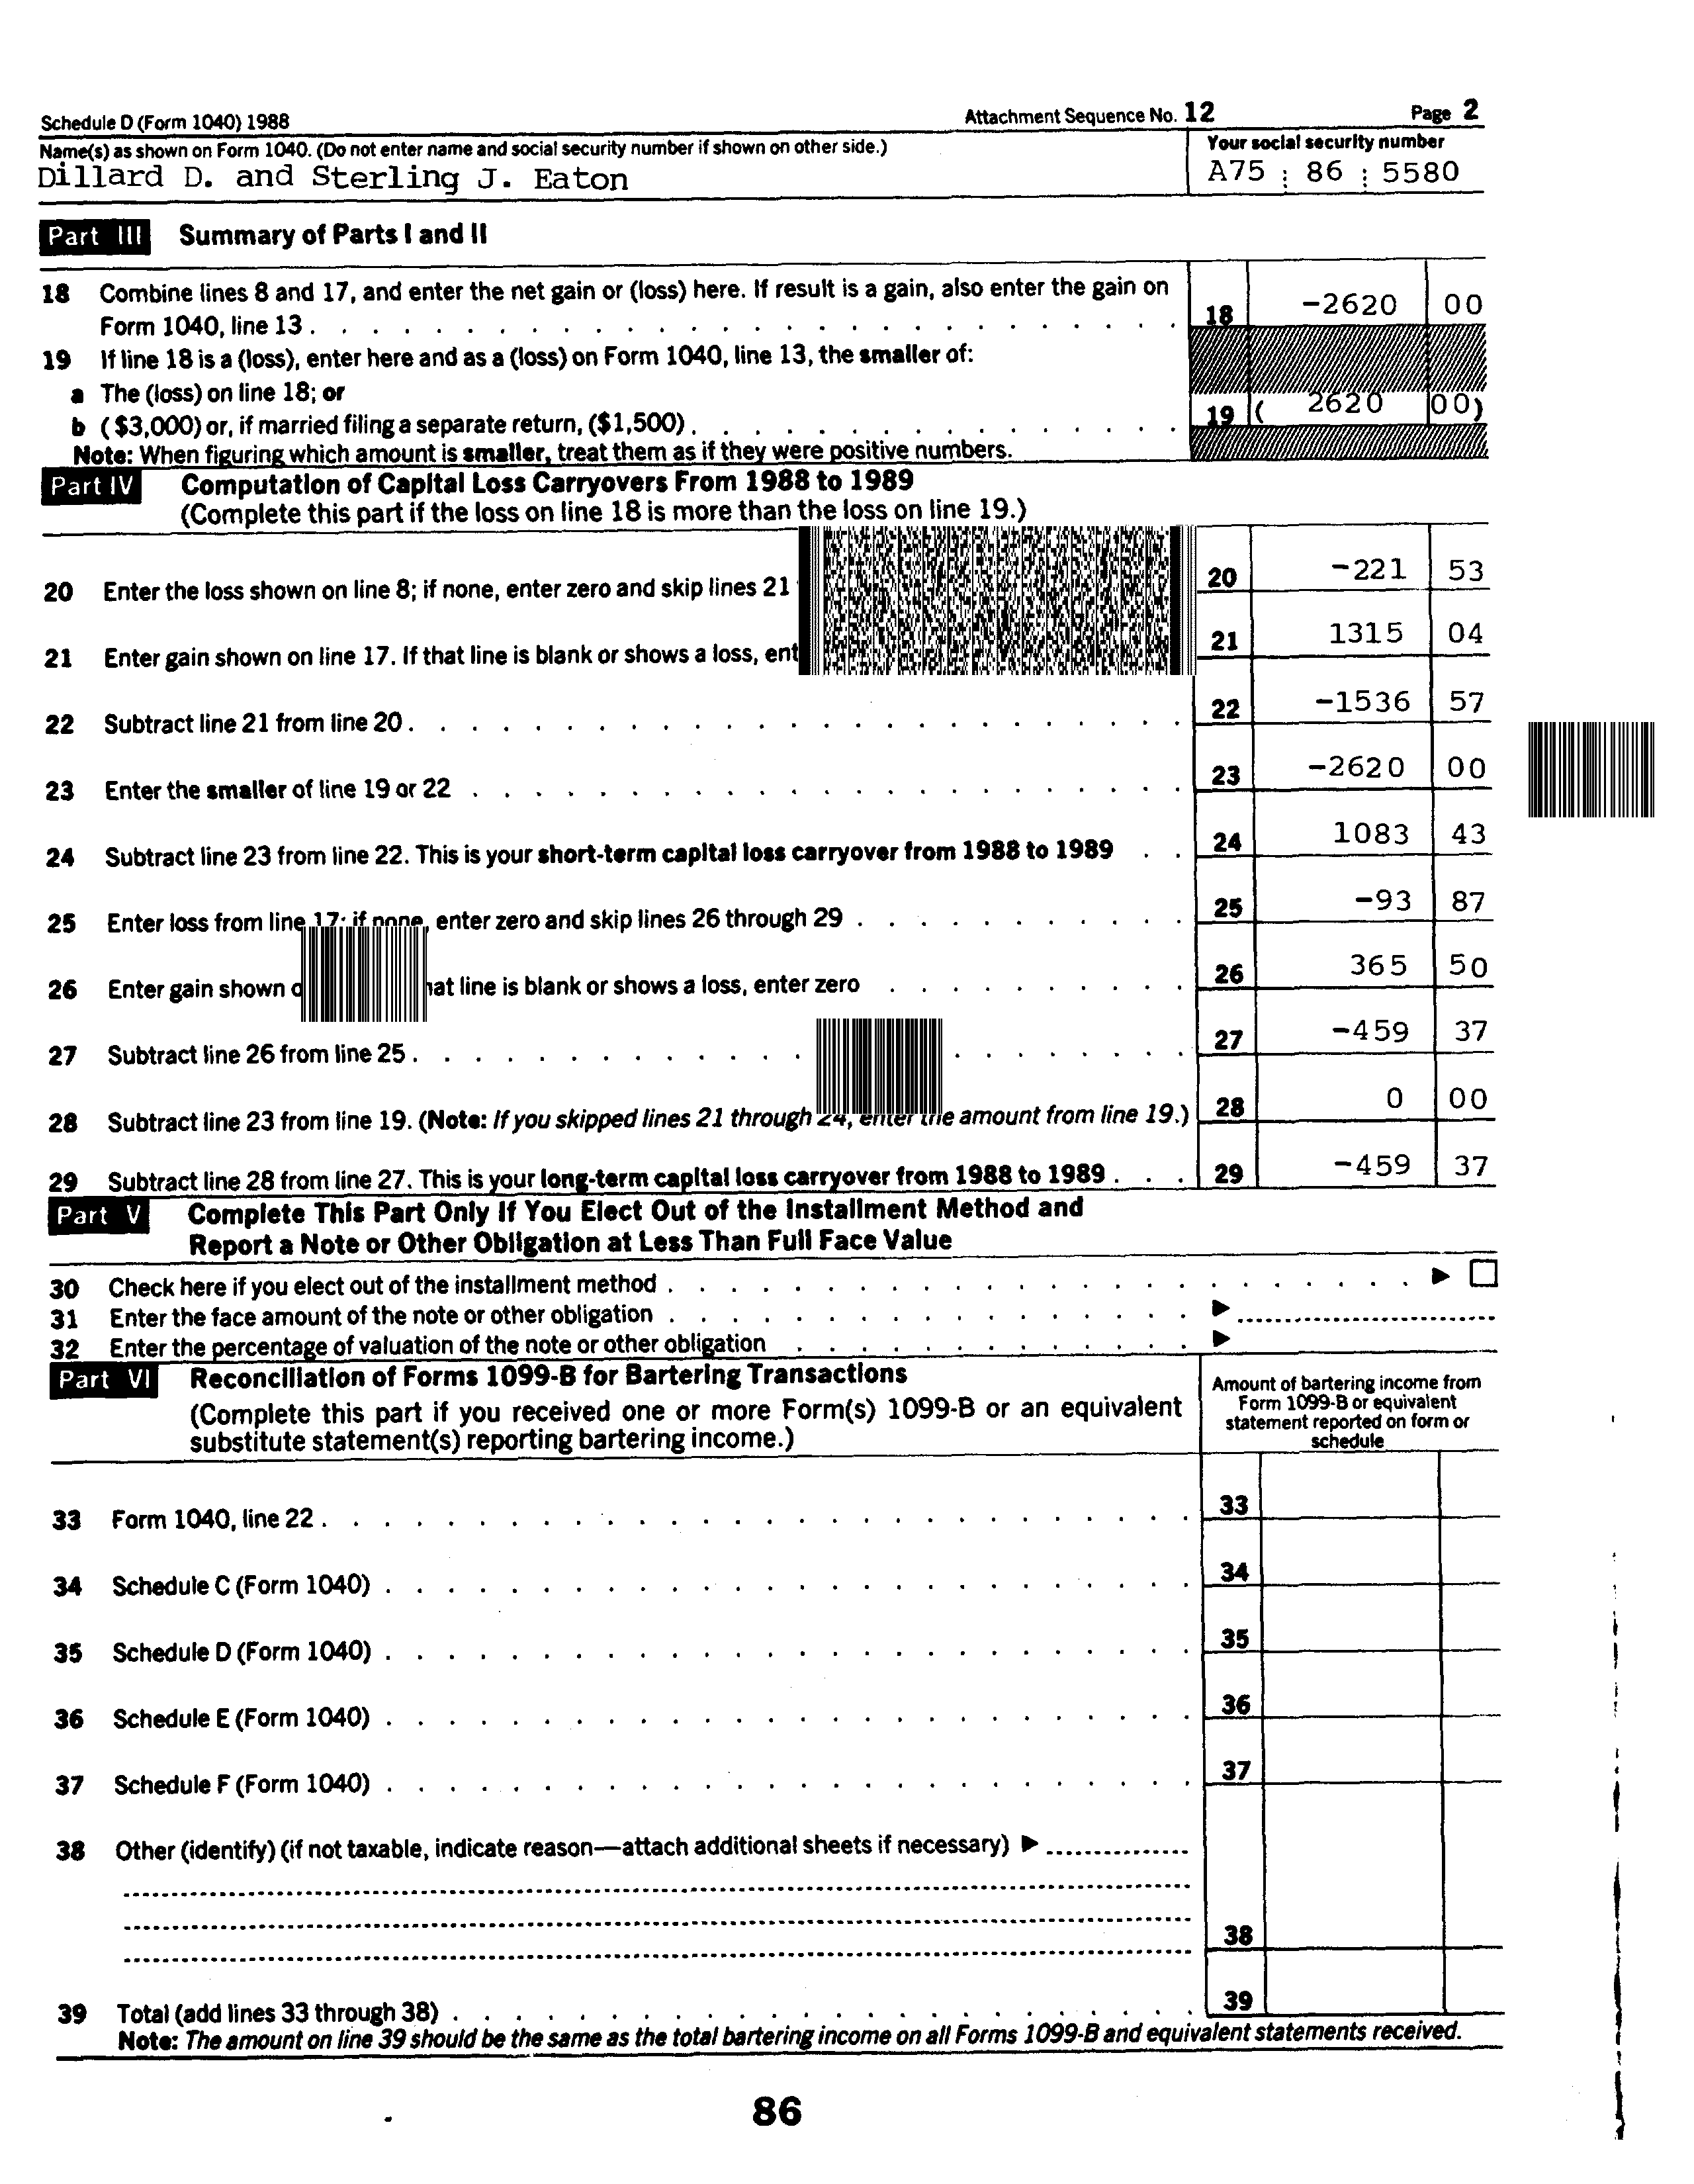 Schedule D (Form 1040) 1988 Attachment Sequence No. 12 Page 2
Name(s) as shown on Form 1040. (Do not enter name and social security number if shown on other side.) Your social security number
Dillard D. and Sterling J. Eaton A75 : 86 : 5580
Part III Summary of Parts I and II
18 Combine lines 8 and 17, and enter the net gain or (loss) here. If result is a gain, also enter the gain on
Form 1040, line 13 . 18 -2620 00
19 If line 18 is a (loss), enter here and as a (loss) on Form 1040, line 13, the smaller of:
a The (loss) on line 18; or
b ($3,000) or, if married filing a separate return, ($1,500) . 19 ( 2620 00)
Note: When figuring which amount is smaller, treat them as if they were positive numbers.
Part IV Computation of Capital Loss Carryovers From 1988 to 1989
(Complete this part if the loss on line 18 is more than the loss on line 19.)
20 Enter the loss shown on line 8; if none, enter zero and skip lines 21 20 -221 53
21 Enter gain shown on line 17. If that line is blank or shows a loss, ent 21 1315 04
22 Subtract line 21 from line 20 . 22 -1536 57
23 Enter the smaller of line 19 or 22 . 23 -2620 00
24 Subtract line 23 from line 22. This is your short-term capital loss carryover from 1988 to 1989 . 24 1083 43
25 Enter loss from line 17; if none, enter zero and skip lines 26 through 29 . 25 -93 87
26 Enter gain shown hat line is blank or shows a loss, enter zero . 26 365 50
27 Subtract line 26 from line 25 . 27 -459 37
28 Subtract line 23 from line 19. (Note: If you skipped lines 21 through 24, enter the amount from line 19.) 28 0 00
29 Subtract line 28 from line 27. This is your long-term capital loss carryover from 1988 to 1989 . 29 -459 37
Part V Complete This Part Only If You Elect Out of the Installment Method and
Report a Note or Other Obligation at Less Than Full Face Value
30 Check here if you elect out of the installment method . ▶ ☐
31 Enter the face amount of the note or other obligation . ▶
32 Enter the percentage of valuation of the note or other obligation . ▶
Part VI Reconciliation of Forms 1099-B for Bartering Transactions
(Complete this part if you received one or more Form(s) 1099-B or an equivalent
substitute statement(s) reporting bartering income.)
Amount of bartering income from
Form 1099-B or equivalent
statement reported on form or
schedule
33 Form 1040, line 22 . 33
34 Schedule C (Form 1040) . 34
35 Schedule D (Form 1040) . 35
36 Schedule E (Form 1040) . 36
37 Schedule F (Form 1040) . 37
38 Other (identify) (if not taxable, indicate reason—attach additional sheets if necessary) ▶
38
39 Total (add lines 33 through 38) . 39
Note: The amount on line 39 should be the same as the total bartering income on all Forms 1099-B and equivalent statements received.
86